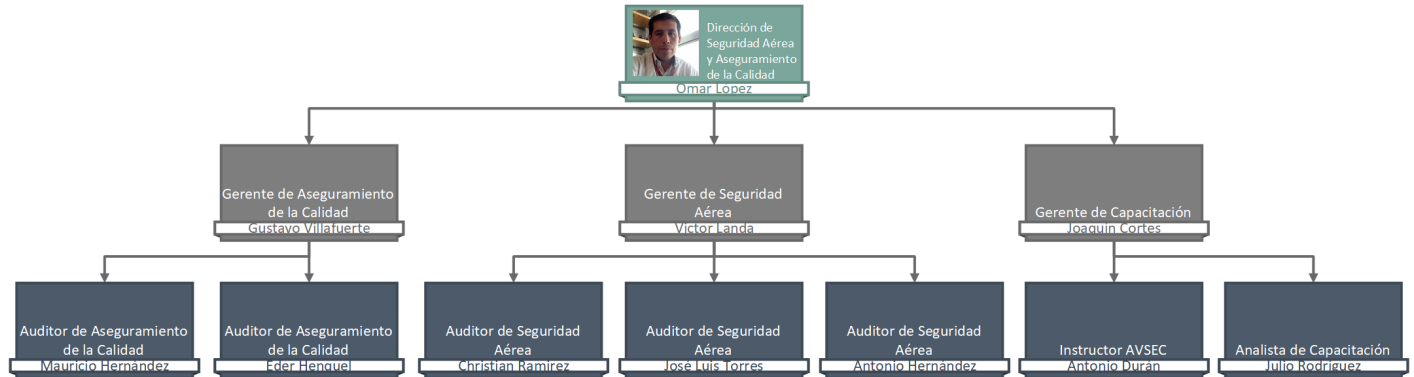 Dirección de
Seguridad Aérea
y Aseguramiento
de la Calidad
Omar López
Gerente de Aseguramiento
de la Calidad
Gustavo Villafuerte
Gerente de Seguridad
Aérea
Victor Landa
Gerente de Capacitación
Joaquin Cortes
Auditor de Aseguramiento
de la Calidad
Mauricio Hernández
Auditor de Aseguramiento
de la Calidad
Eder Henquel
Auditor de Seguridad
Aérea
Christian Ramirez
Auditor de Seguridad
Aérea
José Luis Torres
Auditor de Seguridad
Aérea
Antonio Hernández
Instructor AVSEC
Antonio Durán
Analista de Capacitación
Julio Rodríguez